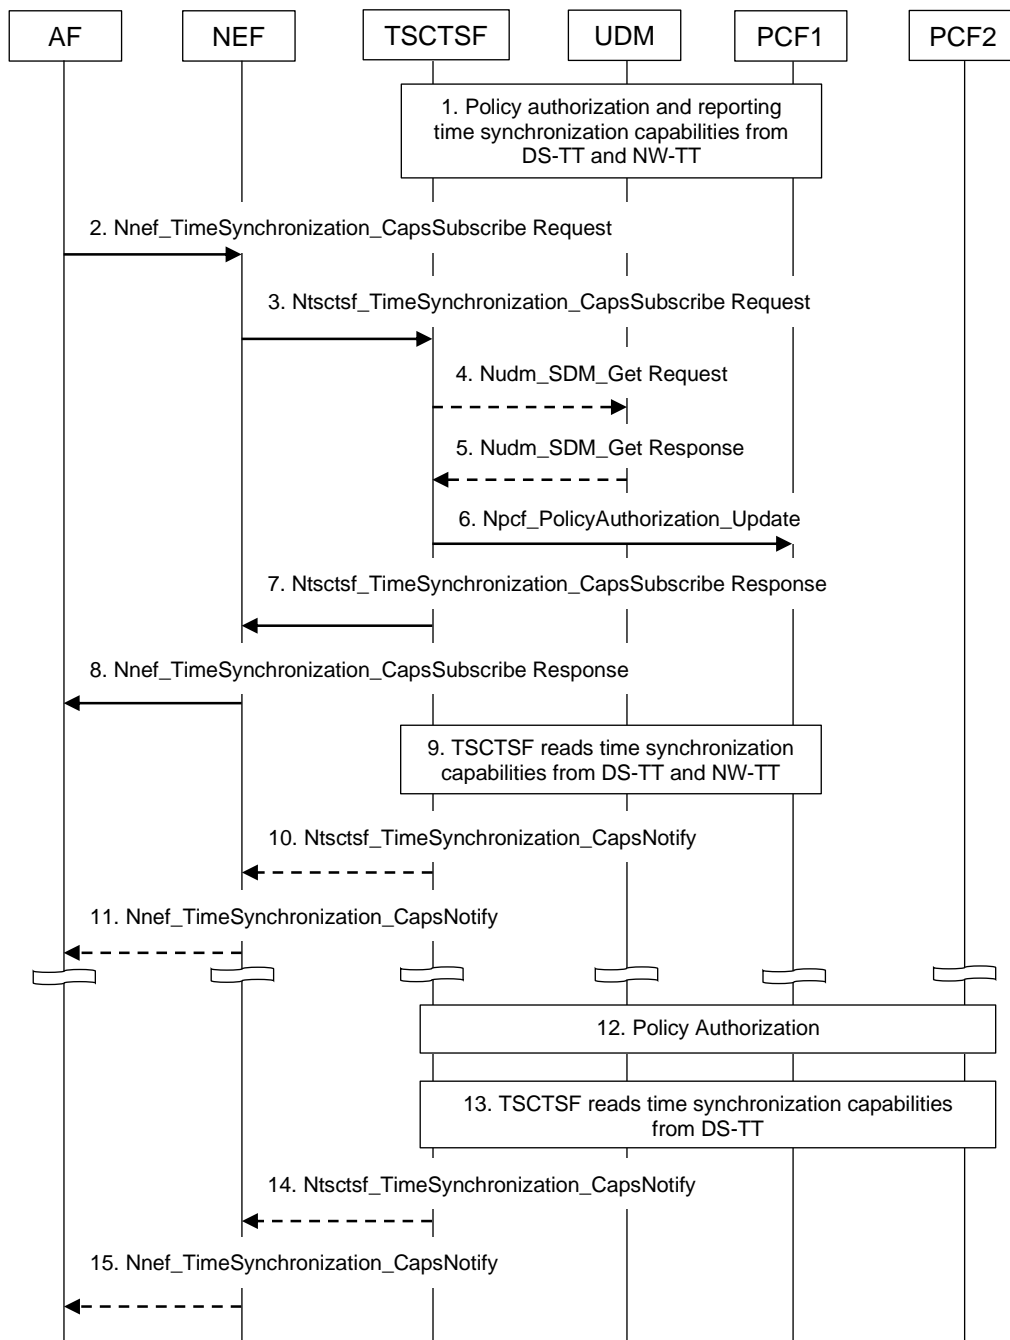 AF
NEF
TSCTSF
UDM
PCF1
PCF2
1. Policy authorization and reporting
time synchronization capabilities from
DS-TT and NW-TT
2. Nnef_TimeSynchronization_CapsSubscribe Request
3. Ntsctsf_TimeSynchronization_CapsSubscribe Request
4. Nudm_SDM_Get Request
5. Nudm_SDM_Get Response
6. Npcf_PolicyAuthorization_Update
7. Ntsctsf_TimeSynchronization_CapsSubscribe Response
8. Nnef_TimeSynchronization_CapsSubscribe Response
9. TSCTSF reads time synchronization
capabilities from DS-TT and NW-TT
10. Ntsctsf_TimeSynchronization_CapsNotify
11. Nnef_TimeSynchronization_CapsNotify
12. Policy Authorization
13. TSCTSF reads time synchronization capabilities
from DS-TT
14. Ntsctsf_TimeSynchronization_CapsNotify
15. Nnef_TimeSynchronization_CapsNotify